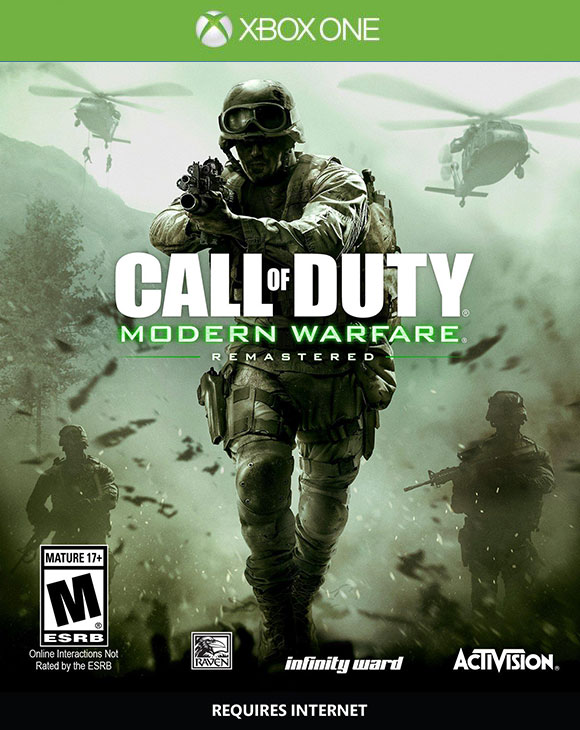 XBOX ONE
CALL OF DUTY®
MODERN WARFARE®
REMASTERED
MATURE 17+
M®
ESRB
Online Interactions Not
Rated by the ESRB
RAVEN
infinity ward
ACTIVISION®
REQUIRES INTERNET